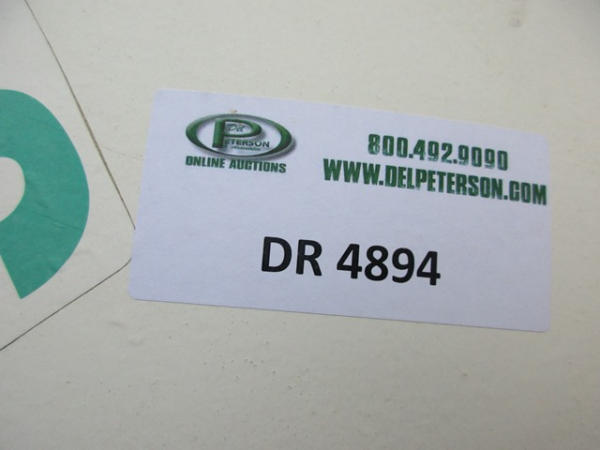 Del
PETERSON
ONLINE AUCTIONS
800.492.9090
WWW.DELPETERSON.COM
DR 4894